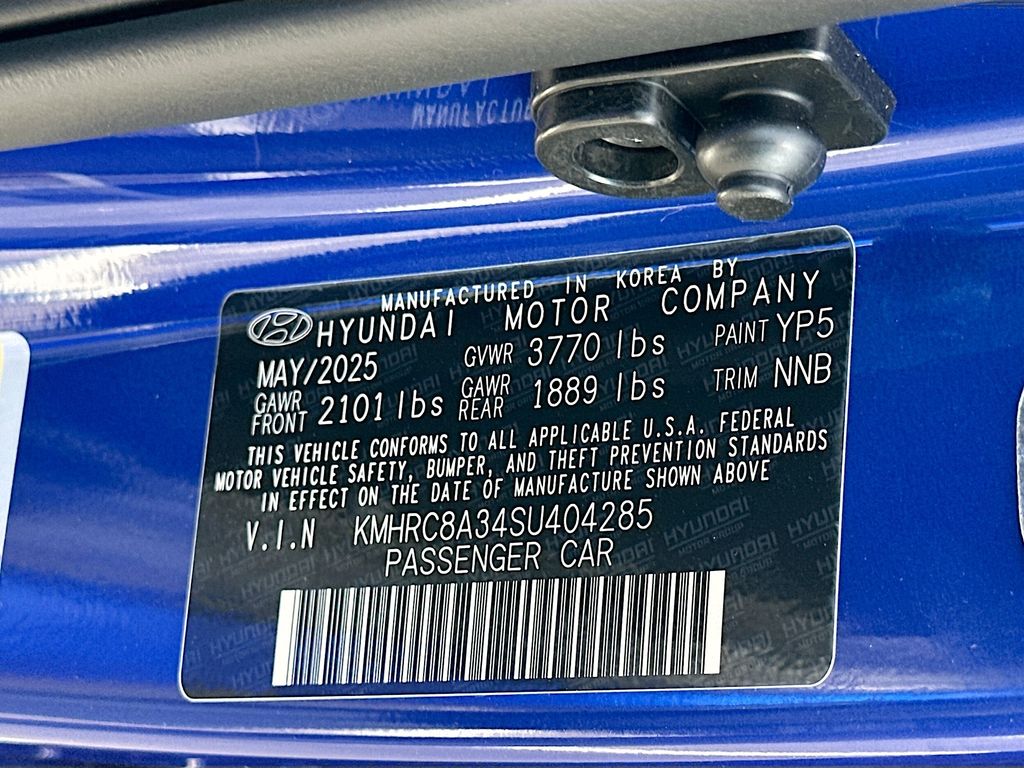 MANUFACTURED IN KOREA BY
HYUNDAI MOTOR COMPANY
MAY/2025 GVWR 3770 lbs PAINT YP5
GAWR FRONT 2101 lbs GAWR REAR 1889 lbs TRIM NNB
THIS VEHICLE CONFORMS TO ALL APPLICABLE U.S.A. FEDERAL
MOTOR VEHICLE SAFETY, BUMPER, AND THEFT PREVENTION STANDARDS
IN EFFECT ON THE DATE OF MANUFACTURE SHOWN ABOVE
V.I.N KMHRC8A34SU404285
PASSENGER CAR